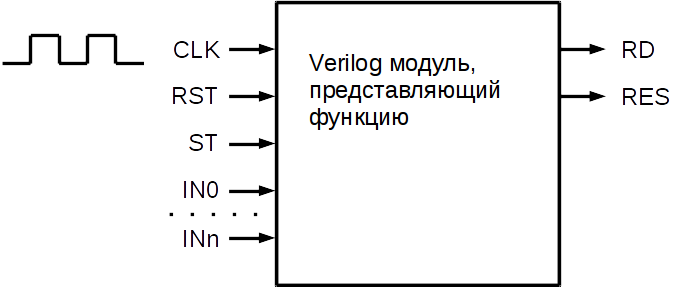 CLK
RST
ST
IN0
. . . . .
INn
Verilog модуль,
представляющий
функцию
RD
RES